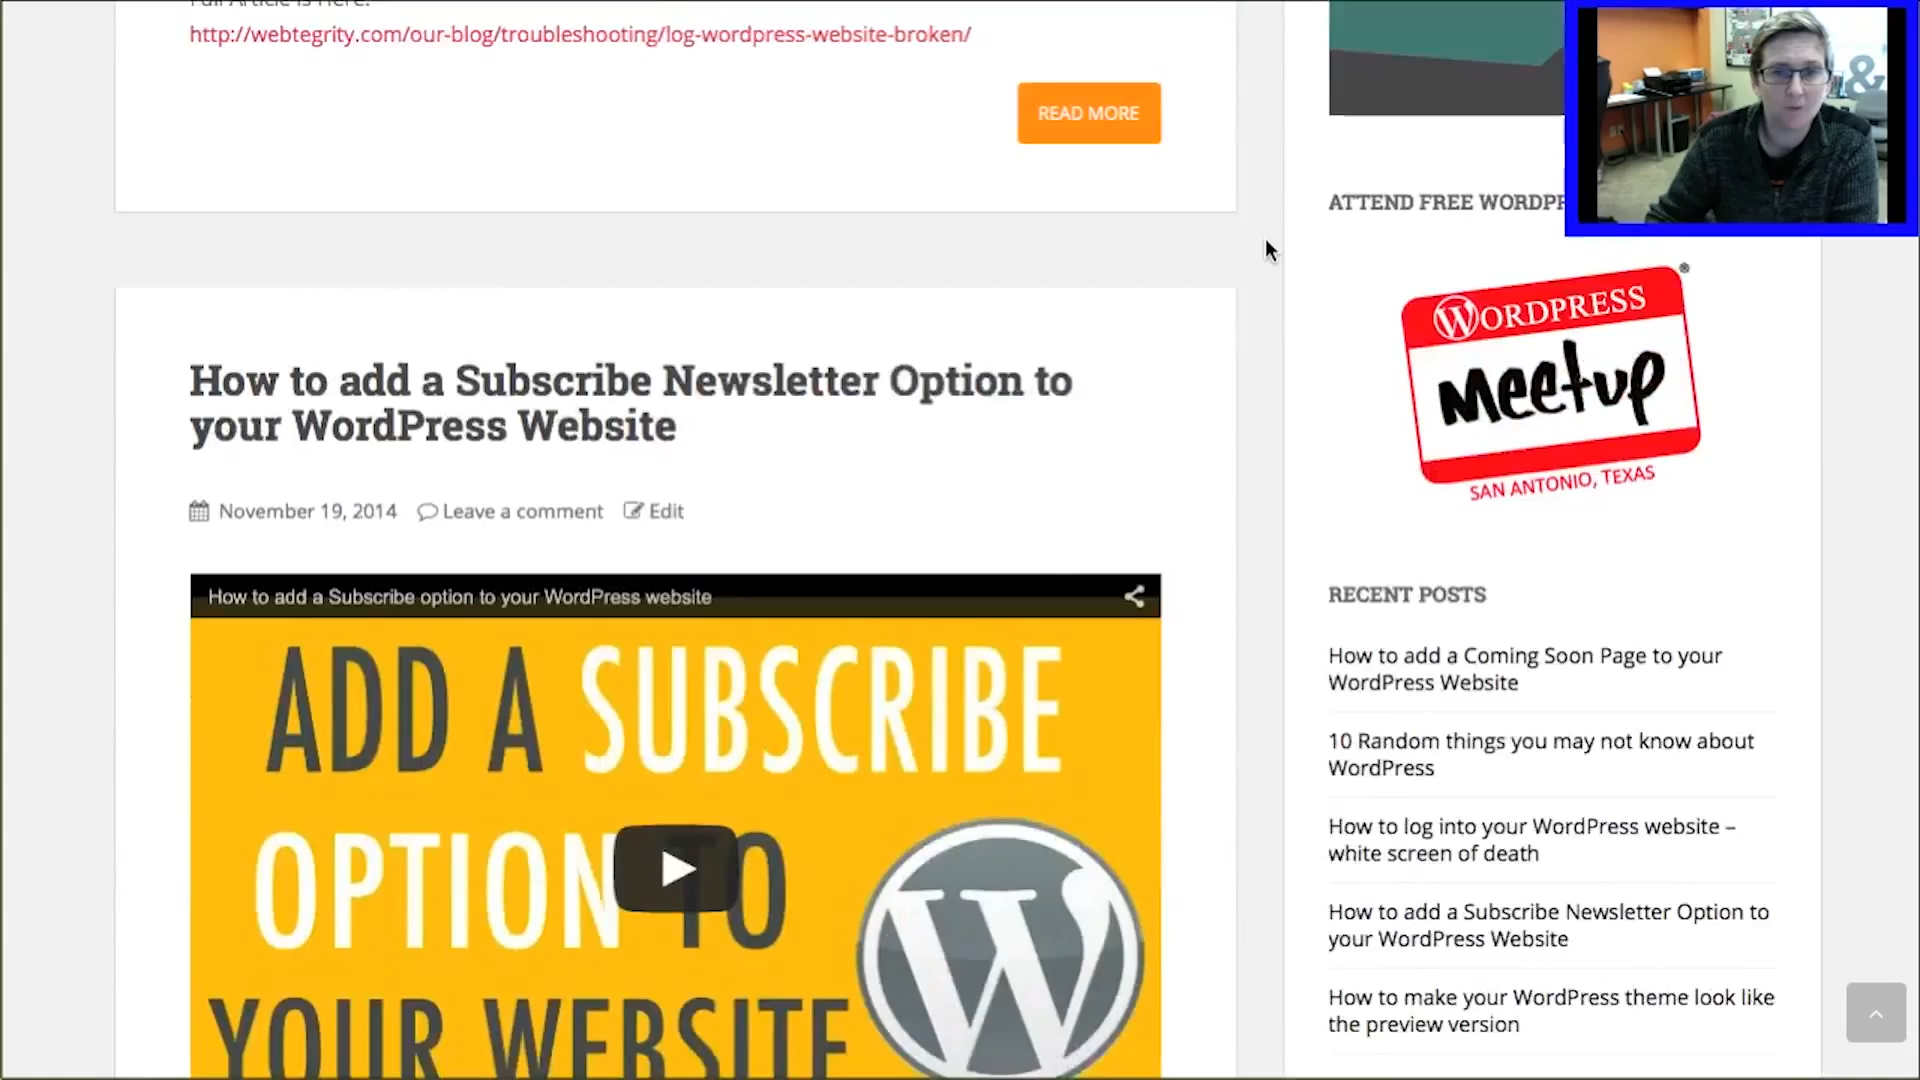 Full Article is Here:
http://webtegrity.com/our-blog/troubleshooting/log-wordpress-website-broken/
READ MORE
How to add a Subscribe Newsletter Option to
your WordPress Website
November 19, 2014 Leave a comment Edit
How to add a Subscribe option to your WordPress website
ADD A SUBSCRIBE
OPTION TO
YOUR WEBSITE
W
ATTEND FREE WORDPR
WORDPRESS
meetup
®
SAN ANTONIO, TEXAS
RECENT POSTS
How to add a Coming Soon Page to your
WordPress Website
10 Random things you may not know about
WordPress
How to log into your WordPress website –
white screen of death
How to add a Subscribe Newsletter Option to
your WordPress Website
How to make your WordPress theme look like
the preview version
&